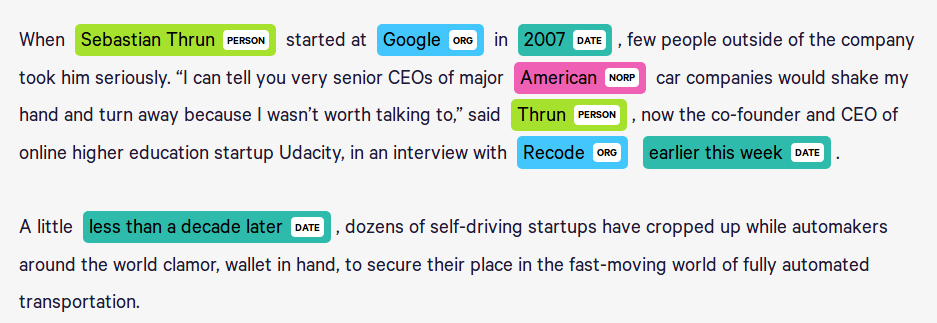 When Sebastian Thrun PERSON started at Google ORG in 2007 DATE , few people outside of the company
took him seriously. “I can tell you very senior CEOs of major American NORP car companies would shake my
hand and turn away because I wasn’t worth talking to,” said Thrun PERSON , now the co-founder and CEO of
online higher education startup Udacity, in an interview with Recode ORG earlier this week DATE .
A little less than a decade later DATE , dozens of self-driving startups have cropped up while automakers
around the world clamor, wallet in hand, to secure their place in the fast-moving world of fully automated
transportation.